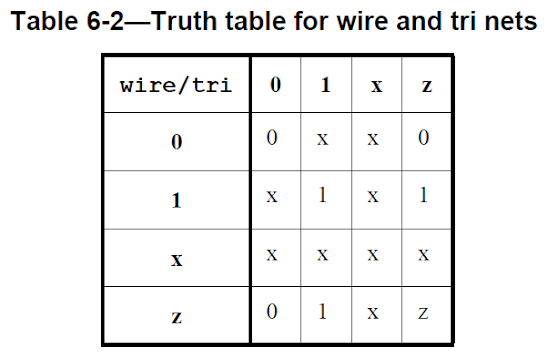 Table 6-2—Truth table for wire and tri nets
wire/tri 0 1 x z
0 0 x x 0
1 x 1 x 1
x x x x x
z 0 1 x z